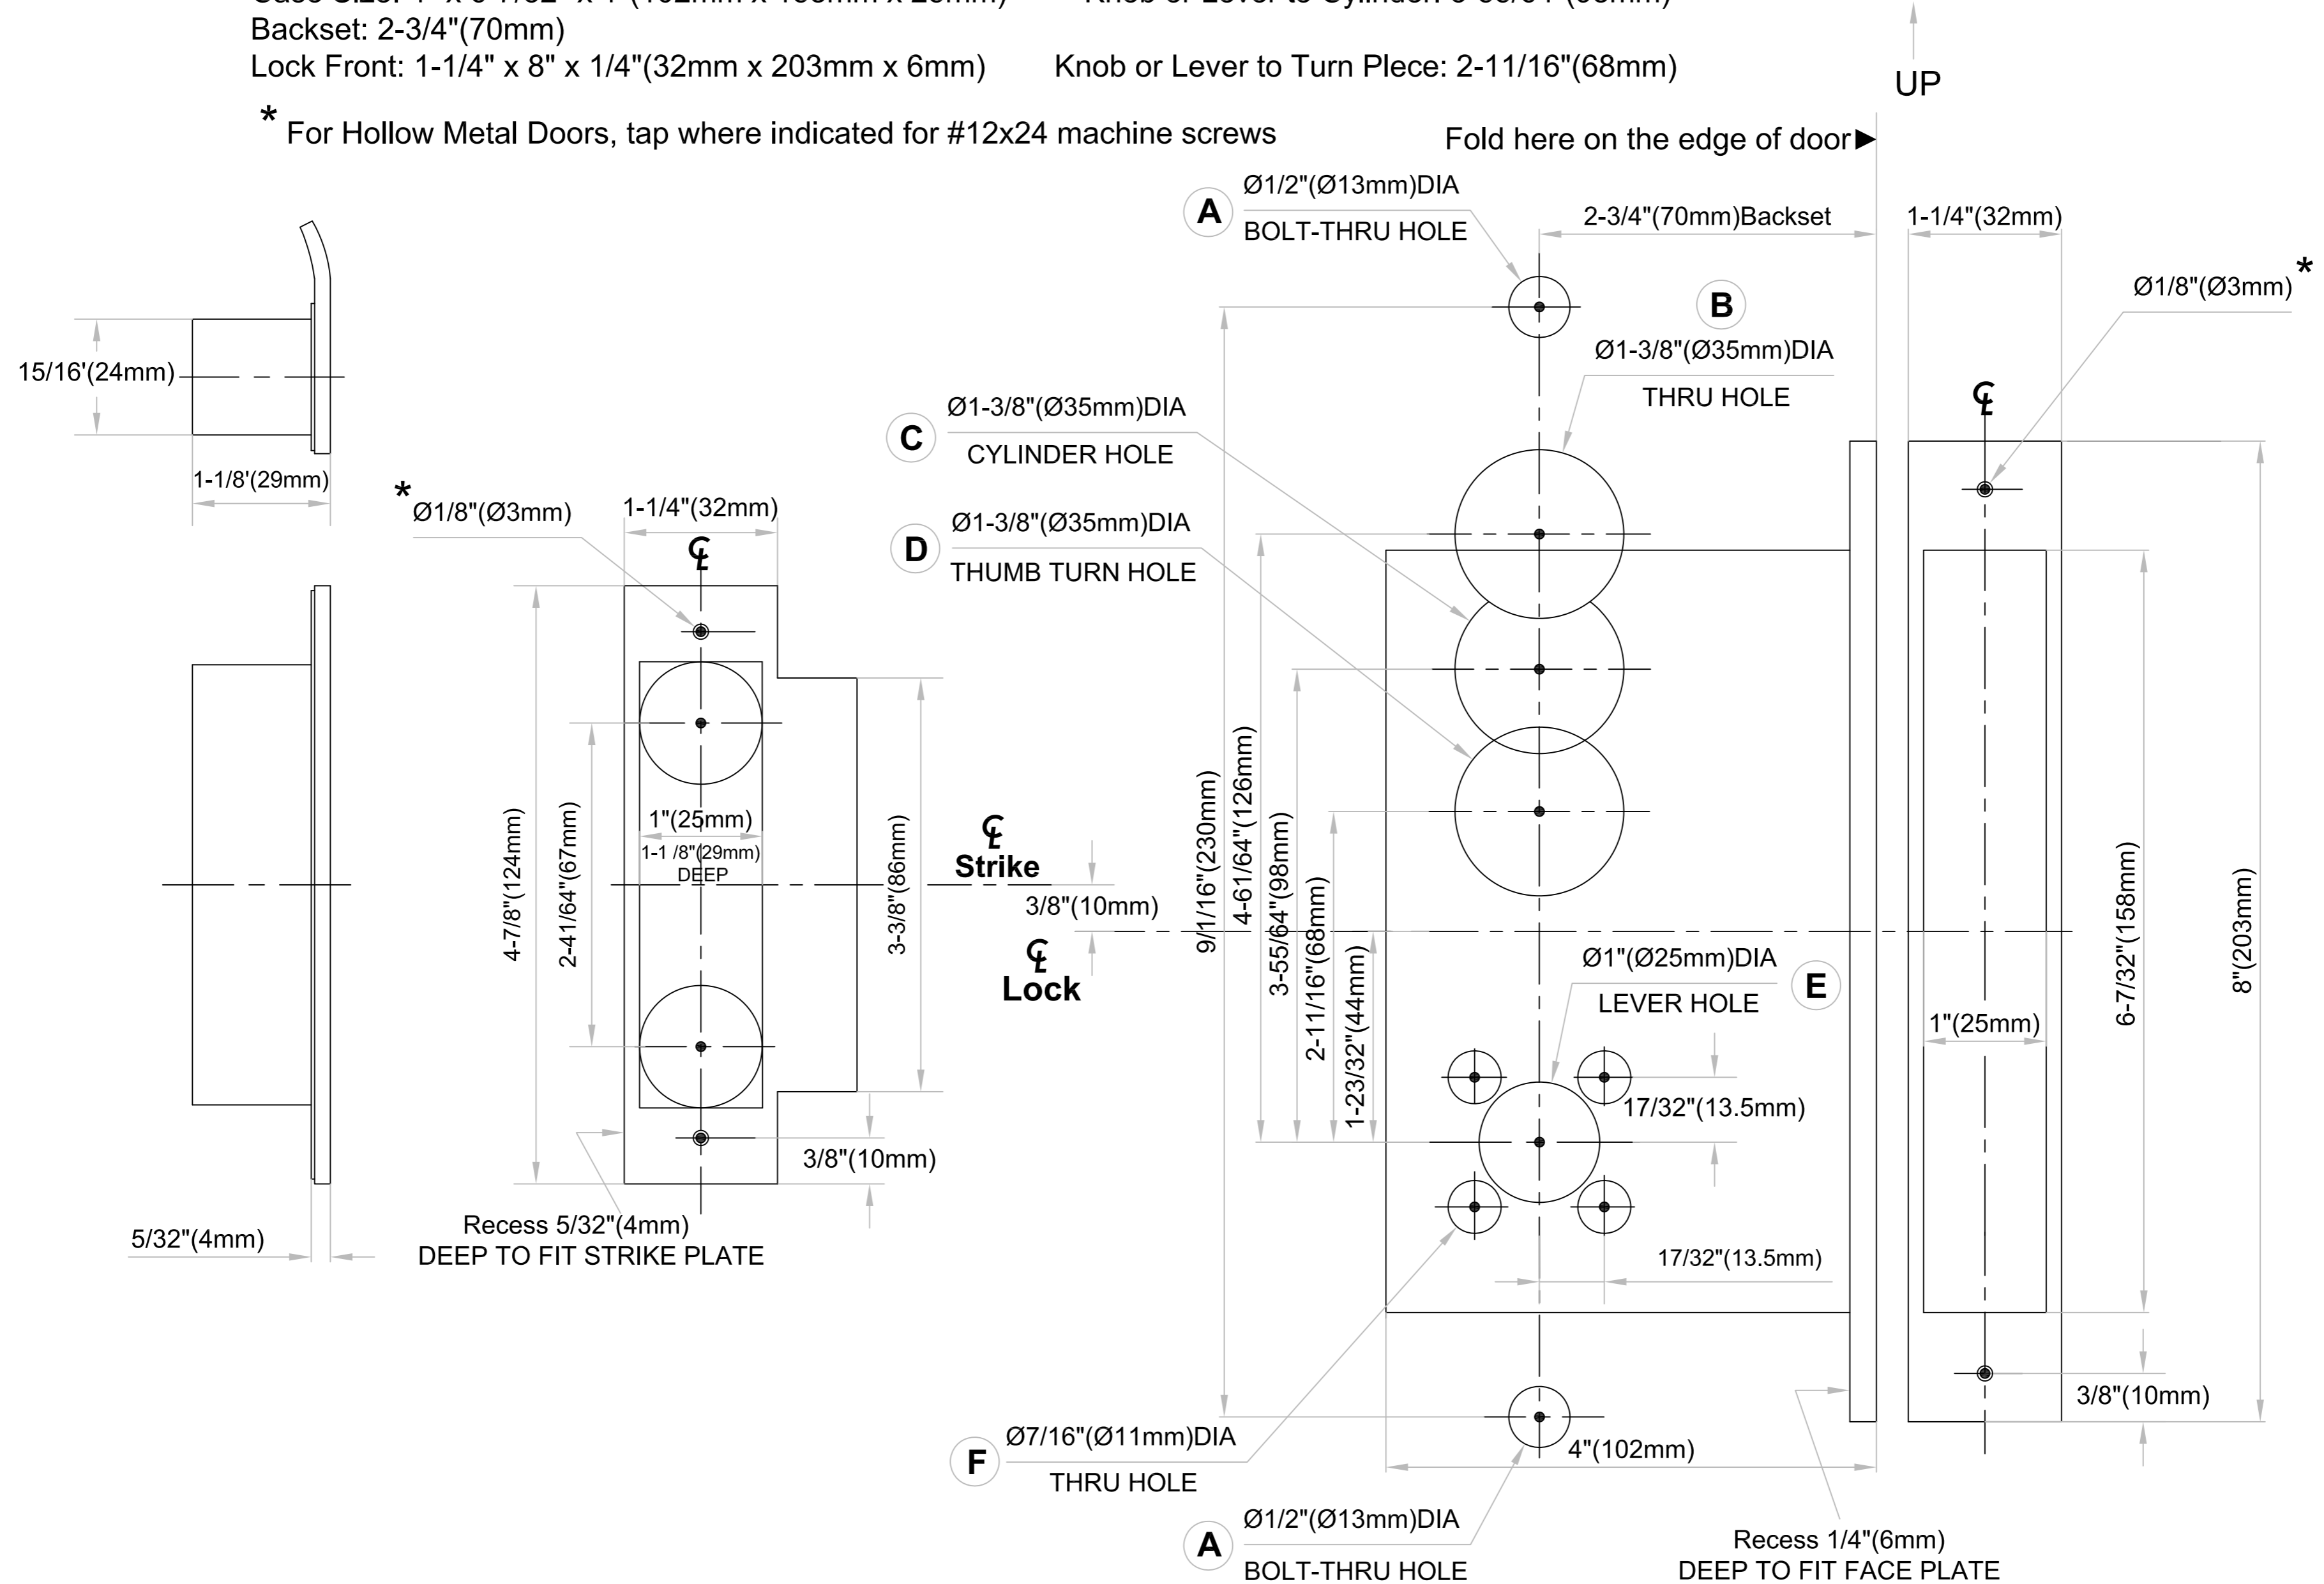 Backset: 2-3/4"(70mm)
Lock Front: 1-1/4" x 8" x 1/4"(32mm x 203mm x 6mm)
Knob or Lever to Turn Plece: 2-11/16"(68mm)
UP
* For Hollow Metal Doors, tap where indicated for #12x24 machine screws
Fold here on the edge of door
A
Ø1/2"(Ø13mm)DIA
BOLT-THRU HOLE
2-3/4"(70mm)Backset
1-1/4"(32mm)
Ø1/8"(Ø3mm) *
B
Ø1-3/8"(Ø35mm)DIA
THRU HOLE
15/16'(24mm)
C
Ø1-3/8"(Ø35mm)DIA
CYLINDER HOLE
1-1/8'(29mm)
* Ø1/8"(Ø3mm)
1-1/4"(32mm)
D
Ø1-3/8"(Ø35mm)DIA
THUMB TURN HOLE
4-7/8"(124mm)
2-41/64"(67mm)
1"(25mm)
1-1 /8"(29mm)
DEEP
3-3/8"(86mm)
Strike
3/8"(10mm)
Lock
9/1/16"(230mm)
4-61/64"(126mm)
3-55/64"(98mm)
2-11/16"(68mm)
1-23/32"(44mm)
Ø1"(Ø25mm)DIA
LEVER HOLE
E
1"(25mm)
6-7/32"(158mm)
8"(203mm)
17/32"(13.5mm)
3/8"(10mm)
17/32"(13.5mm)
5/32"(4mm)
Recess 5/32"(4mm)
DEEP TO FIT STRIKE PLATE
3/8"(10mm)
F
Ø7/16"(Ø11mm)DIA
THRU HOLE
4"(102mm)
A
Ø1/2"(Ø13mm)DIA
BOLT-THRU HOLE
Recess 1/4"(6mm)
DEEP TO FIT FACE PLATE